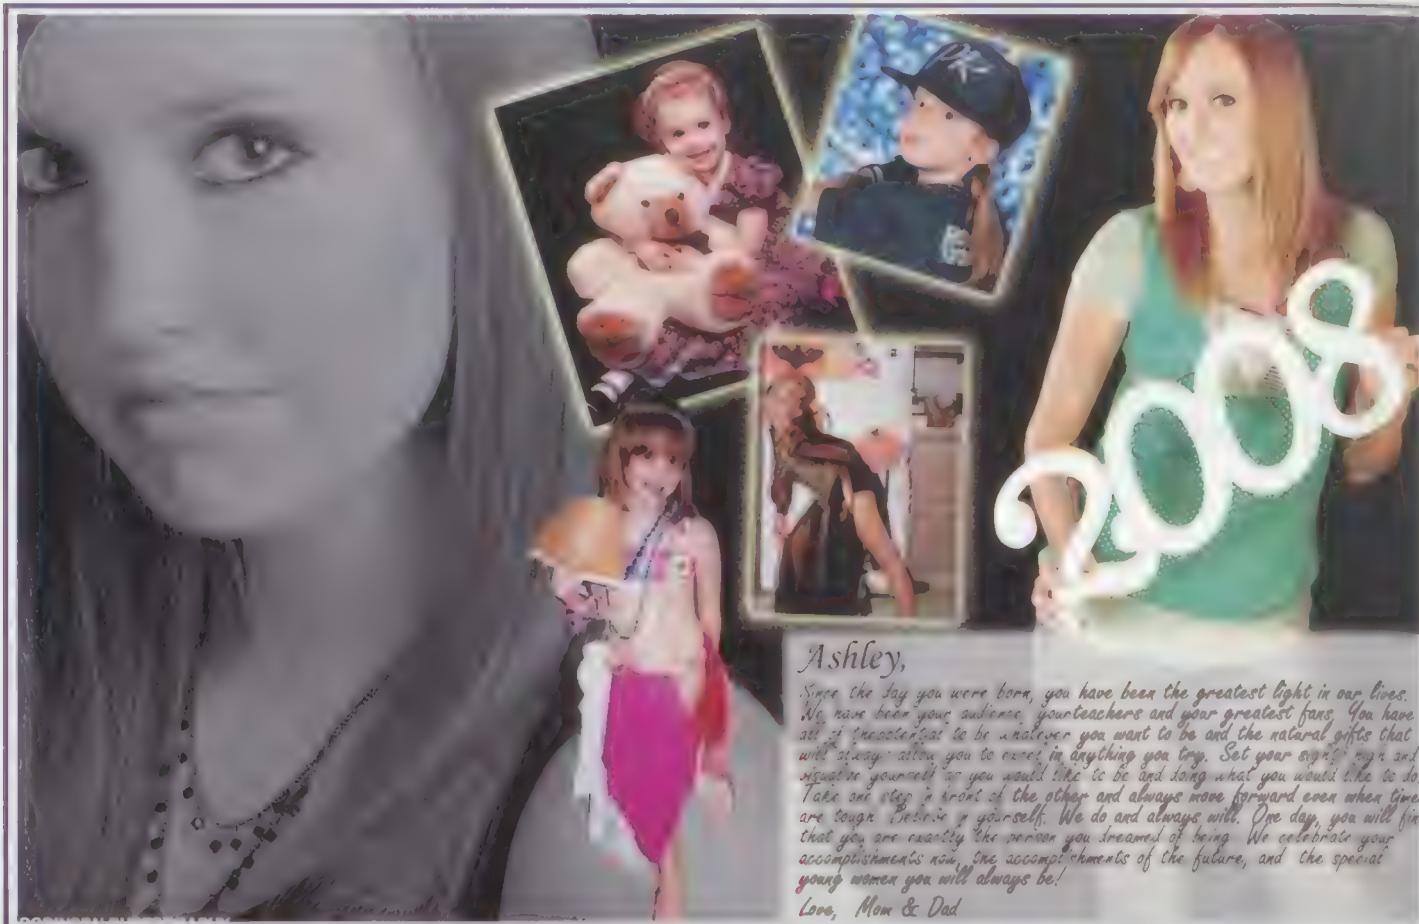 PK
2008
Ashley,
Since the day you were born, you have been the greatest light in our lives.
We have been your audience, yourteachers and your greatest fans. You have
all of thepotential to be whatever you want to be and the natural gifts that
will always allow you to excel in anything you try. Set your sights high and
visualize yourself as you would like to be and doing what you would like to do
Take one step in front of the other and always move forward even when time
are tough. Believe in yourself. We do and always will. One day, you will fin
that you are exactly the person you dreamed of being. We celebrate your
accomplishments now, the accomplishments of the future, and the special
young women you will always be!
Love, Mom & Dad